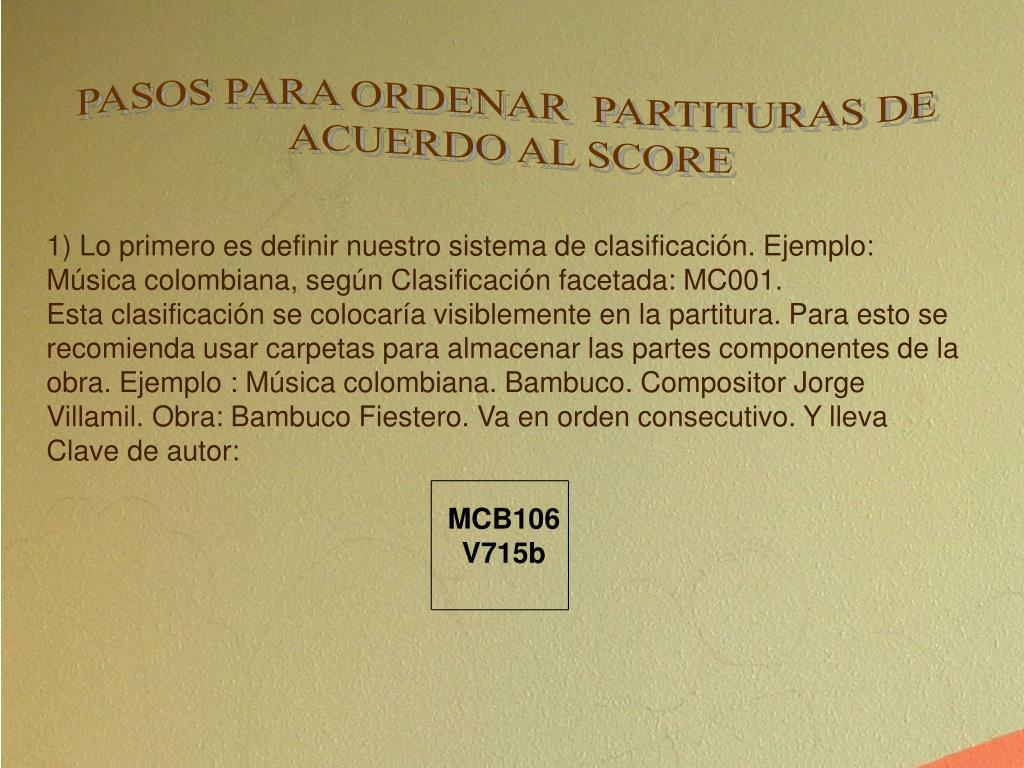 PASOS PARA ORDENAR PARTITURAS DE
ACUERDO AL SCORE
1) Lo primero es definir nuestro sistema de clasificación. Ejemplo:
Música colombiana, según Clasificación facetada: MC001.
Esta clasificación se colocaría visiblemente en la partitura. Para esto se
recomienda usar carpetas para almacenar las partes componentes de la
obra. Ejemplo : Música colombiana. Bambuco. Compositor Jorge
Villamil. Obra: Bambuco Fiestero. Va en orden consecutivo. Y lleva
Clave de autor:
MCB106
V715b